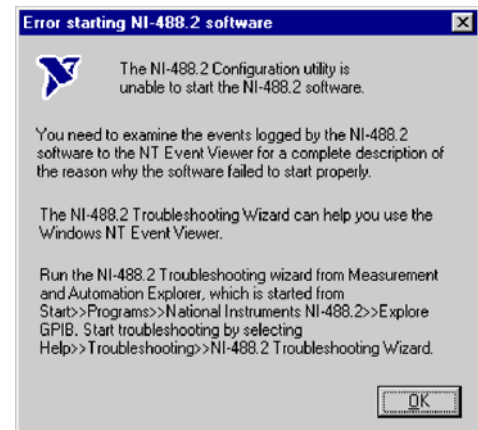 Error starting NI-488.2 software
The NI-488.2 Configuration utility is
unable to start the NI-488.2 software.
You need to examine the events logged by the NI-488.2
software to the NT Event Viewer for a complete description of
the reason why the software failed to start properly.
The NI-488.2 Troubleshooting Wizard can help you use the
Windows NT Event Viewer.
Run the NI-488.2 Troubleshooting wizard from Measurement
and Automation Explorer, which is started from
Start>>Programs>>National Instruments NI-488.2>>Explore
GPIB. Start troubleshooting by selecting
Help>>Troubleshooting>>NI-488.2 Troubleshooting Wizard.
OK